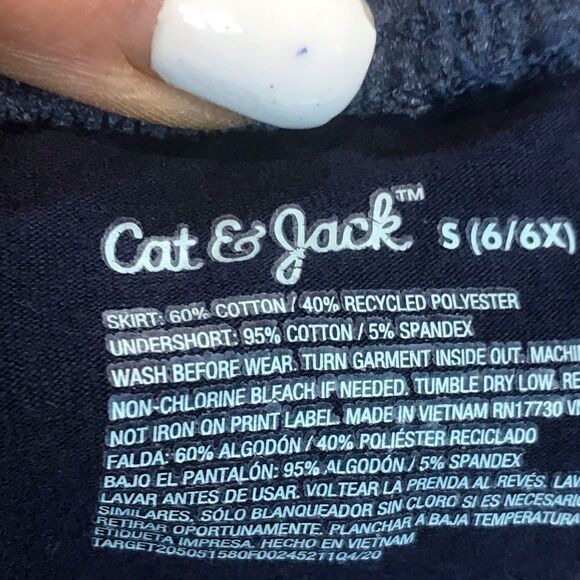 Cat & Jack™ S (6/6X)
SKIRT: 60% COTTON / 40% RECYCLED POLYESTER
UNDERSHORT: 95% COTTON / 5% SPANDEX
WASH BEFORE WEAR. TURN GARMENT INSIDE OUT. MACHI
NON-CHLORINE BLEACH IF NEEDED. TUMBLE DRY LOW. RE
NOT IRON ON PRINT LABEL. MADE IN VIETNAM RN17730
FALDA: 60% ALGODÓN / 40% POLIÉSTER RECICLADO
BAJO EL PANTALÓN: 95% ALGODÓN / 5% SPANDEX
LAVAR ANTES DE USAR. VOLTEAR LA PRENDA AL REVÉS. LAV
SIMILARES. SÓLO BLANQUEADOR SIN CLORO SI ES NECESARIO
RETIRAR OPORTUNAMENTE. PLANCHAR A BAJA TEMPERATURA
ETIQUETA IMPRESA. HECHO EN VIETNAM
TARGET205051580F0024521104/20